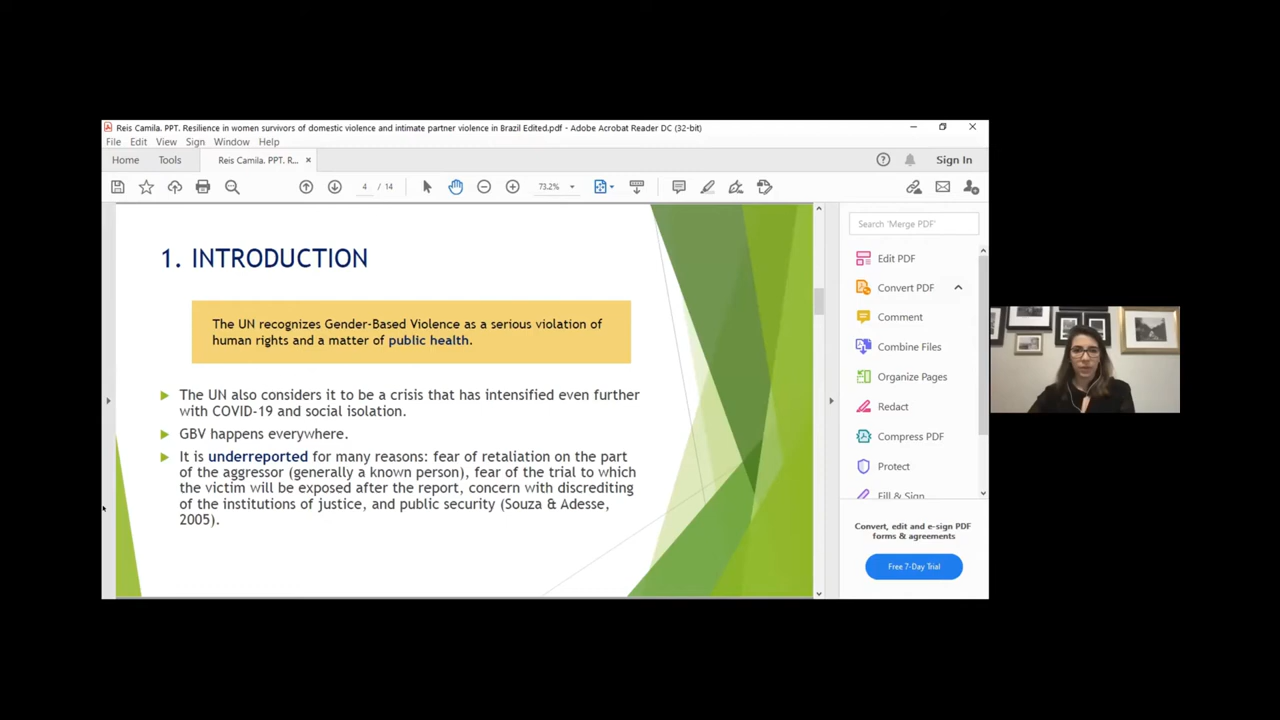 Reis Camila. PPT. Resilience in women survivors of domestic violence and intimate partner violence in Brazil Edited.pdf - Adobe Acrobat Reader DC (32-bit)
File Edit View Sign Window Help
Home Tools Reis Camila. PPT. R... × Sign In
4 / 14 73.2%
1. INTRODUCTION
The UN recognizes Gender-Based Violence as a serious violation of
human rights and a matter of public health.
The UN also considers it to be a crisis that has intensified even further
with COVID-19 and social isolation.
GBV happens everywhere.
It is underreported for many reasons: fear of retaliation on the part
of the aggressor (generally a known person), fear of the trial to which
the victim will be exposed after the report, concern with discrediting
of the institutions of justice, and public security (Souza & Adesse,
2005).
Search 'Merge PDF'
Edit PDF
Convert PDF
Comment
Combine Files
Organize Pages
Redact
Compress PDF
Protect
Fill & Sign
Convert, edit and e-sign PDF
forms & agreements
Free 7-Day Trial